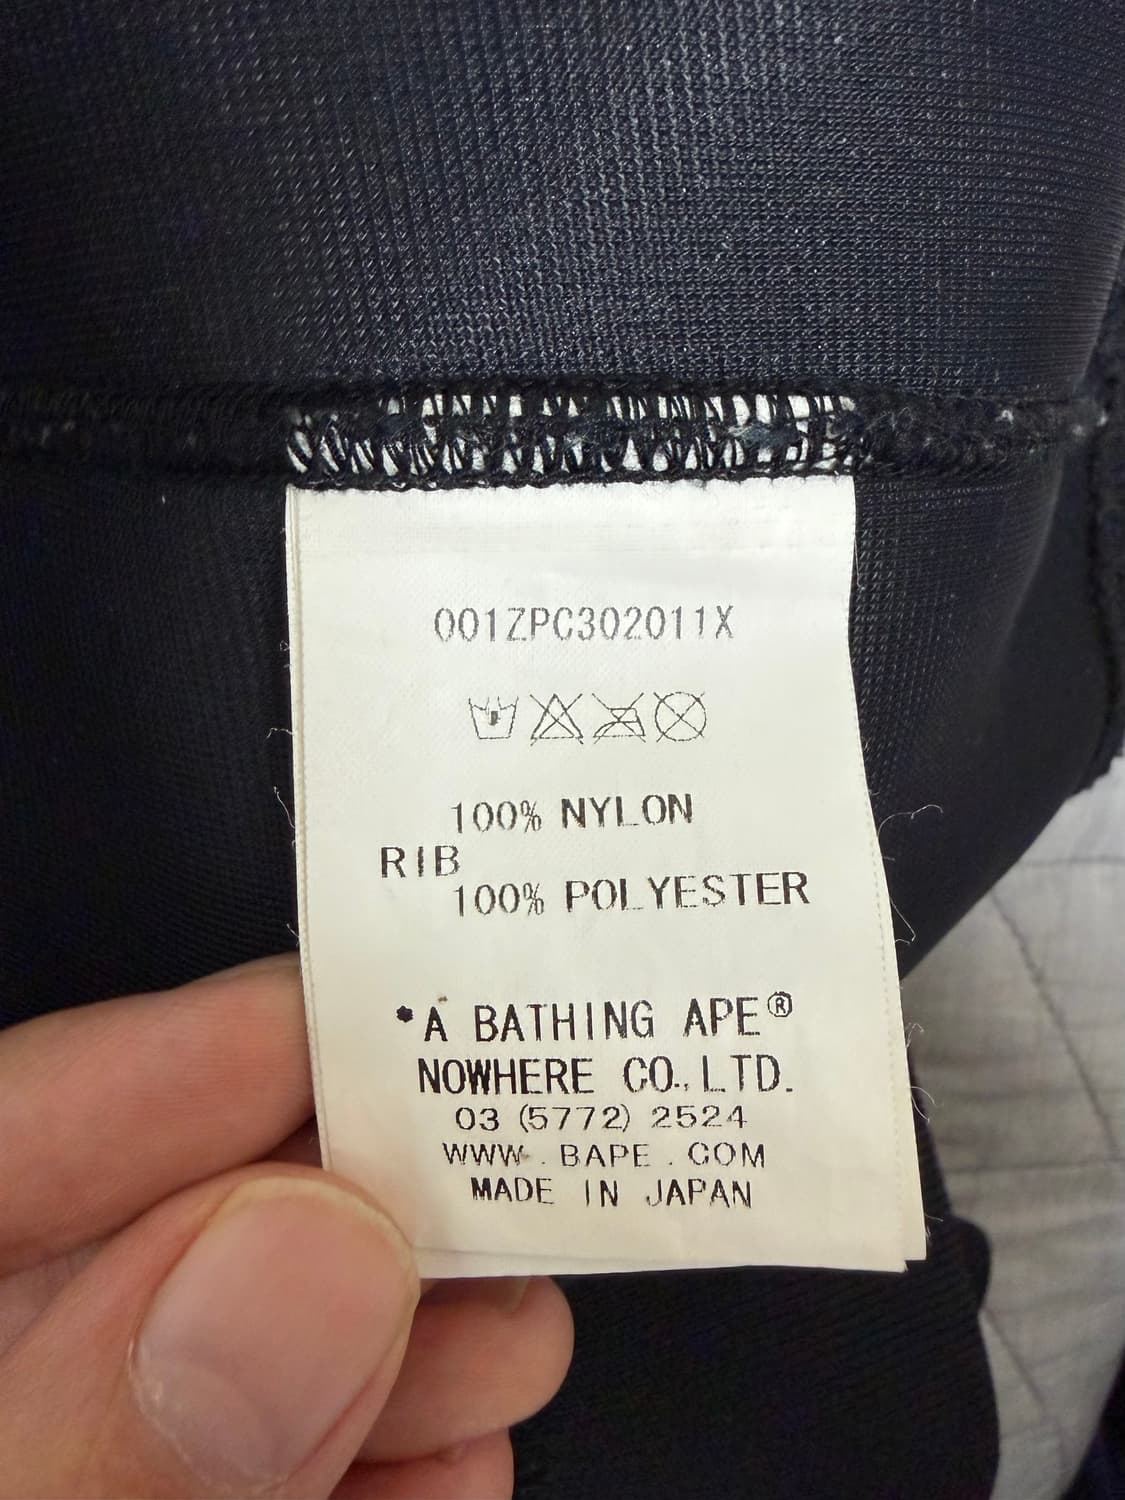 001ZPC302011X
100% NYLON
RIB
100% POLYESTER
*A BATHING APE®
NOWHERE CO.,LTD.
03 (5772) 2524
WWW.BAPE.COM
MADE IN JAPAN